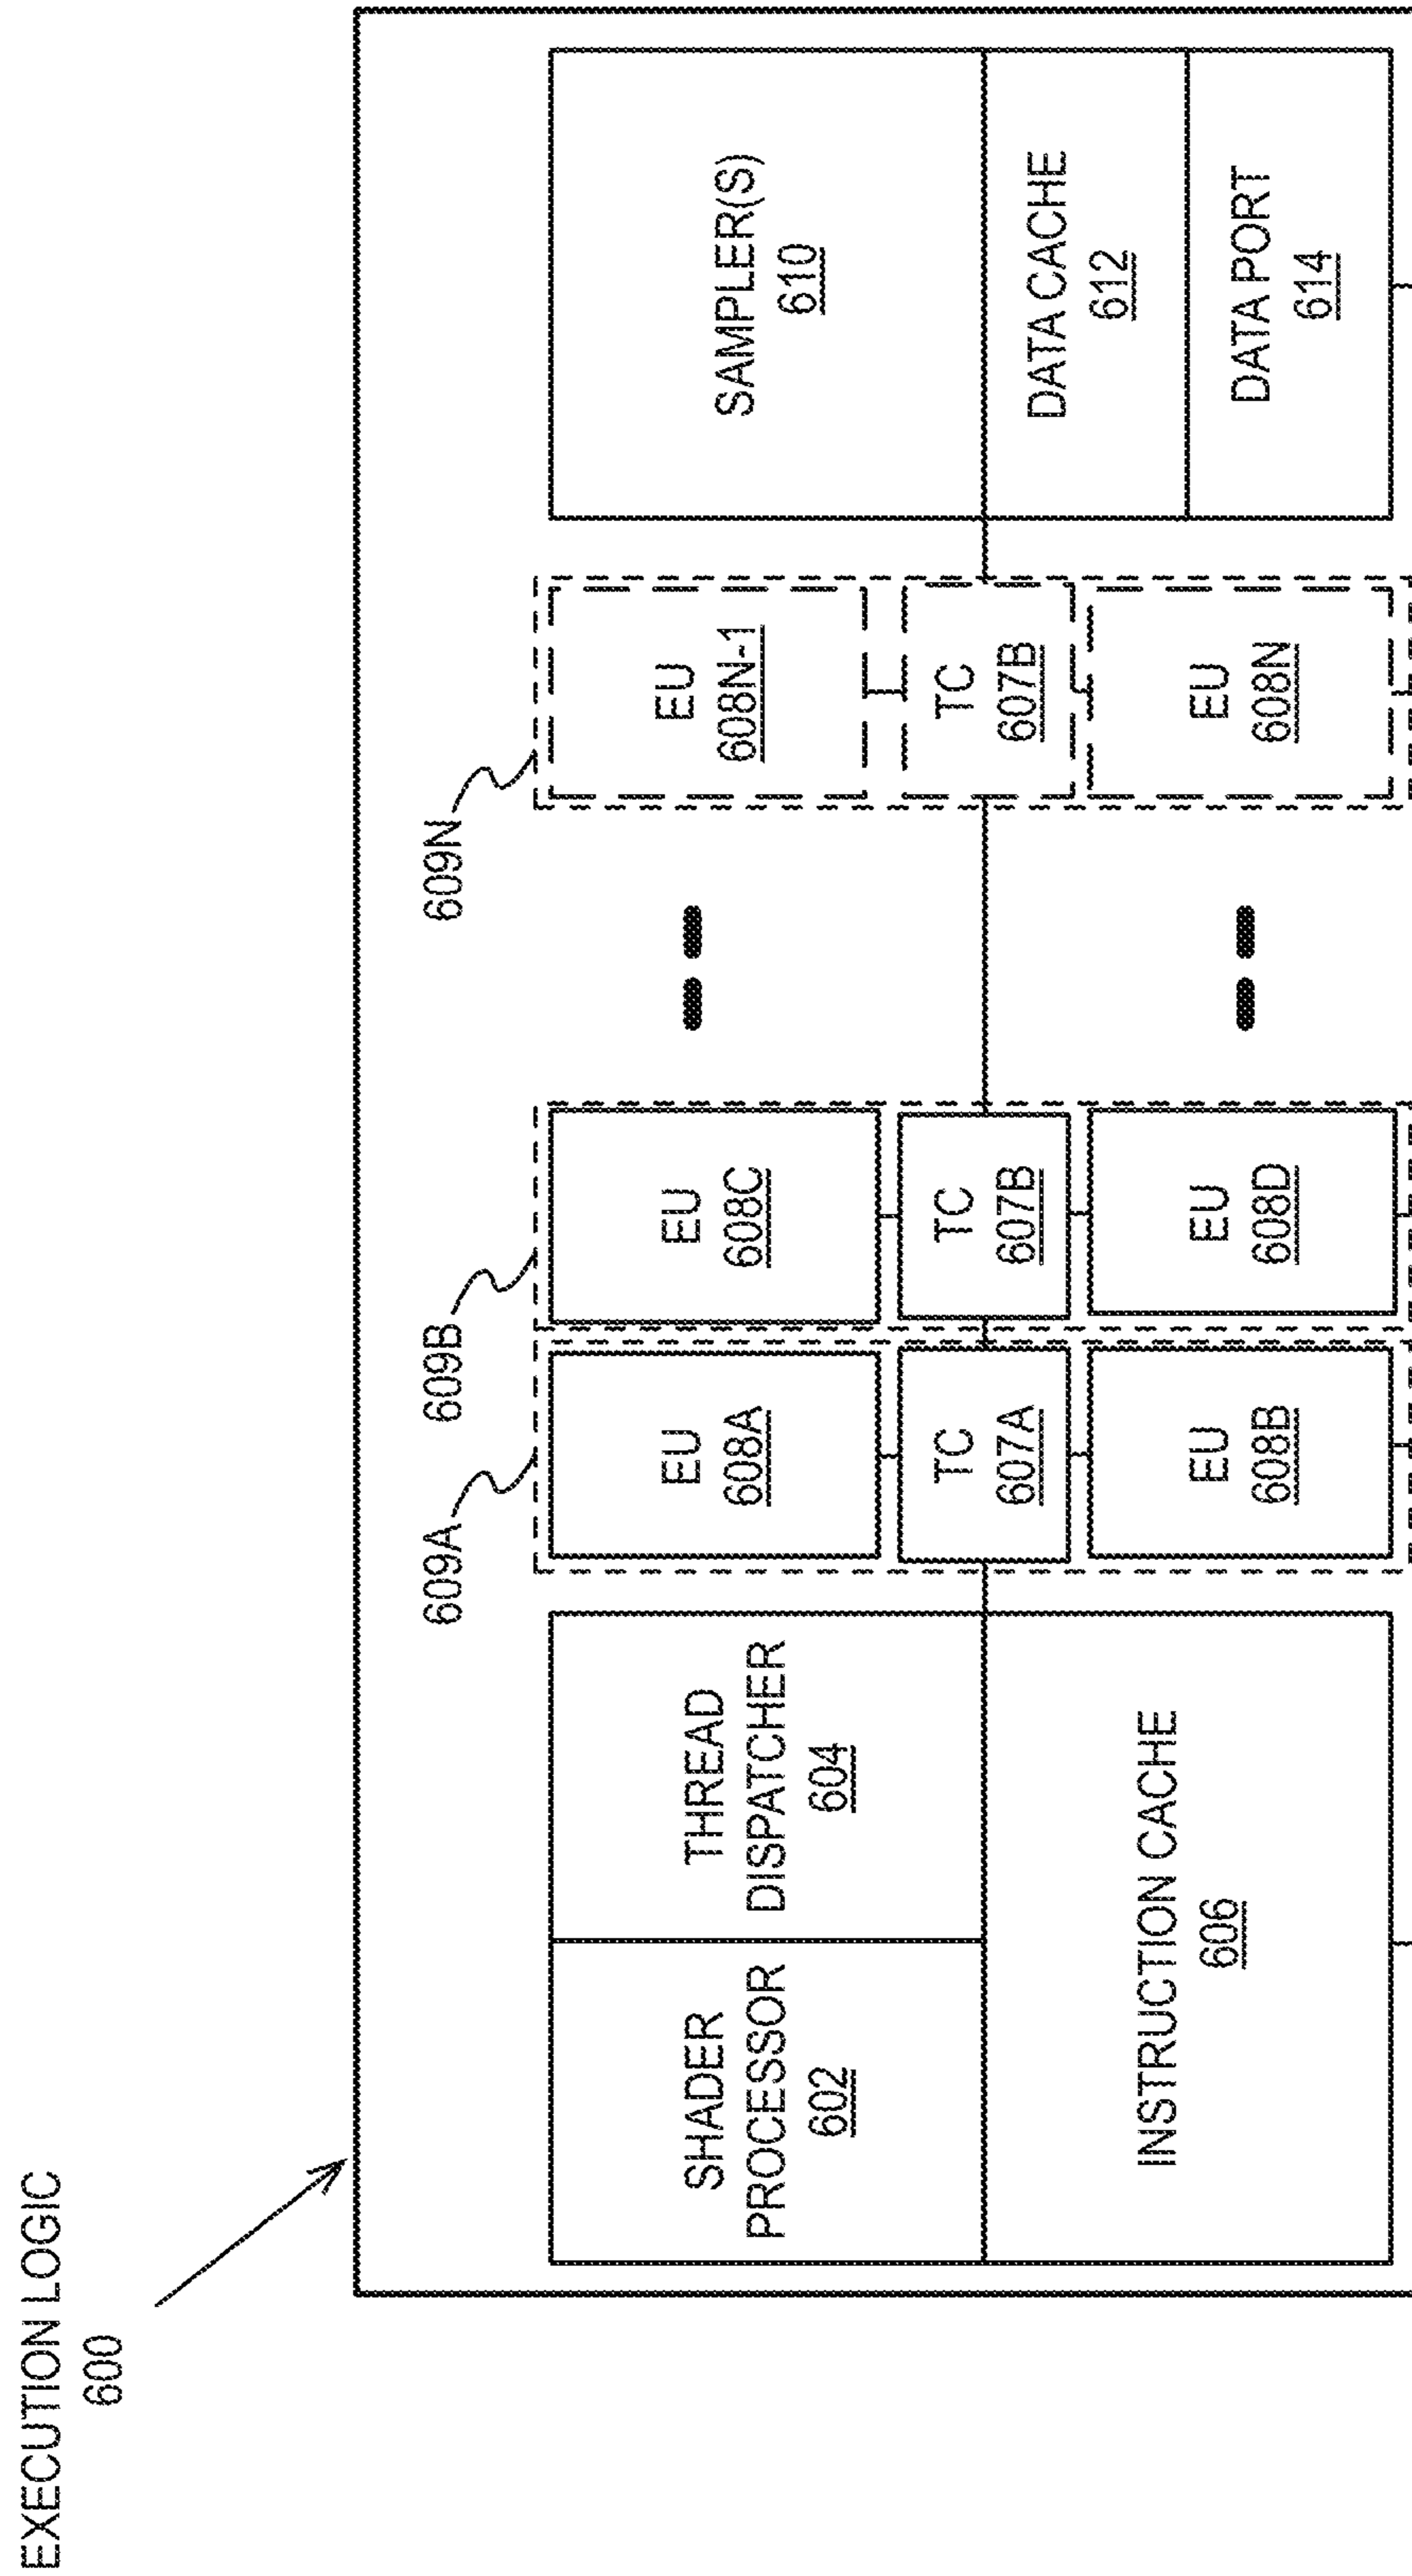 EXECUTION LOGIC
600
609A
609B
609N
SHADER
PROCESSOR
602
THREAD
DISPATCHER
604
INSTRUCTION CACHE
606
EU
608A
TC
607A
EU
608B
EU
608C
TC
607B
EU
608D
EU
608N-1
TC
607B
EU
608N
SAMPLER(S)
610
DATA CACHE
612
DATA PORT
614